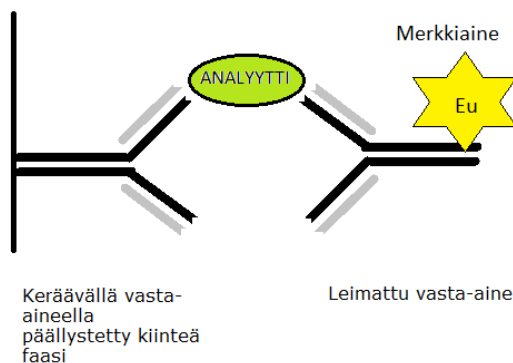 Merkkiaine
ANALYYTTI
Eu
Keräävällä vasta-
aineella
päällystetty kiinteä
faasi
Leimattu vasta-aine